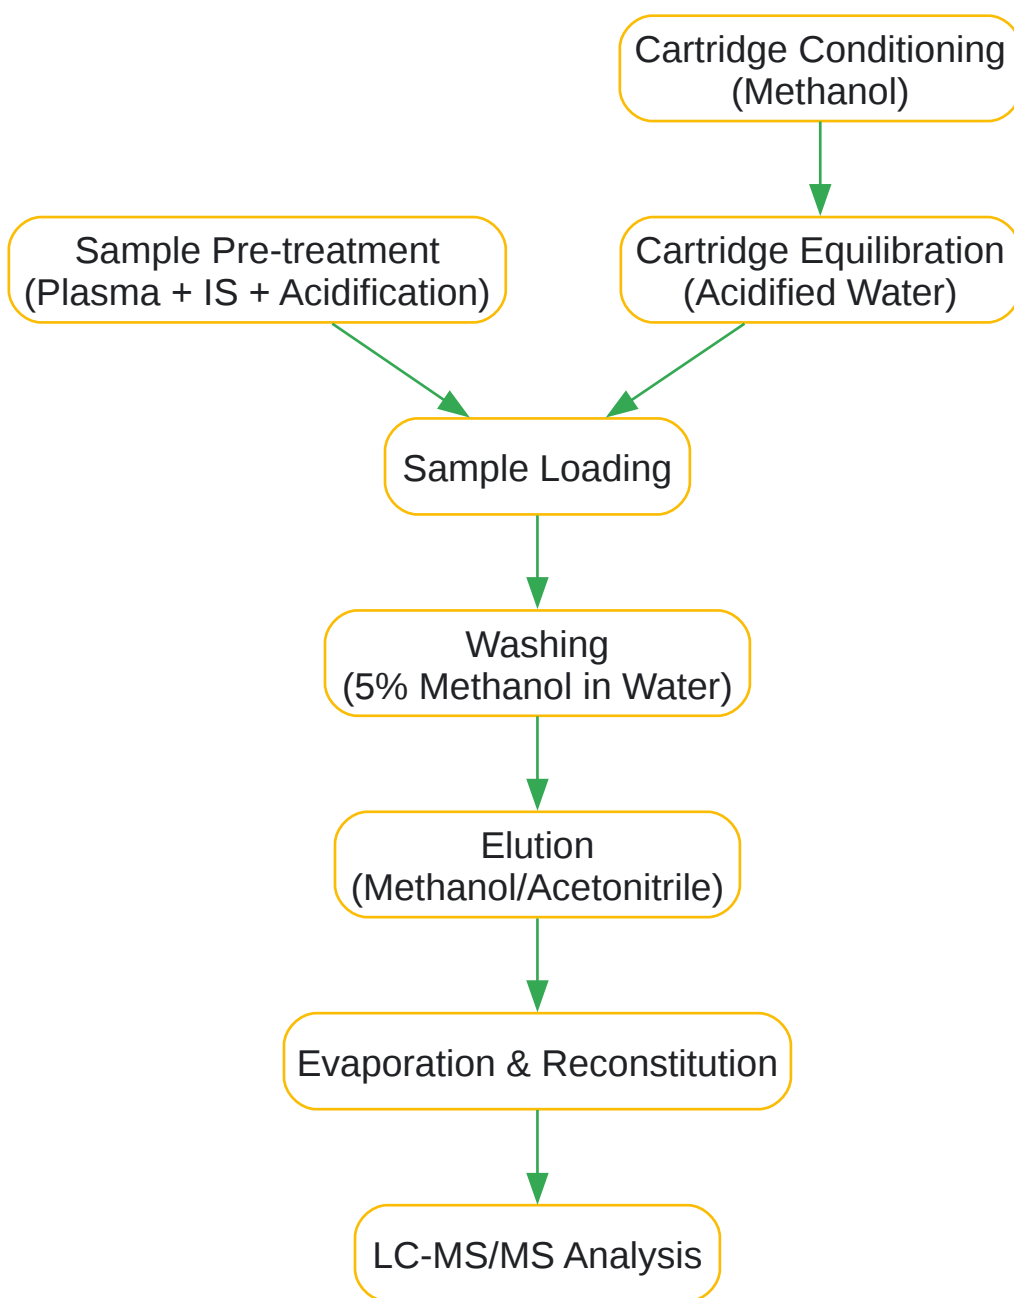 Cartridge Conditioning
(Methanol)
Sample Pre-treatment
(Plasma + IS + Acidification)
Cartridge Equilibration
(Acidified Water)
Sample Loading
Washing
(5% Methanol in Water)
Elution
(Methanol/Acetonitrile)
Evaporation & Reconstitution
LC-MS/MS Analysis